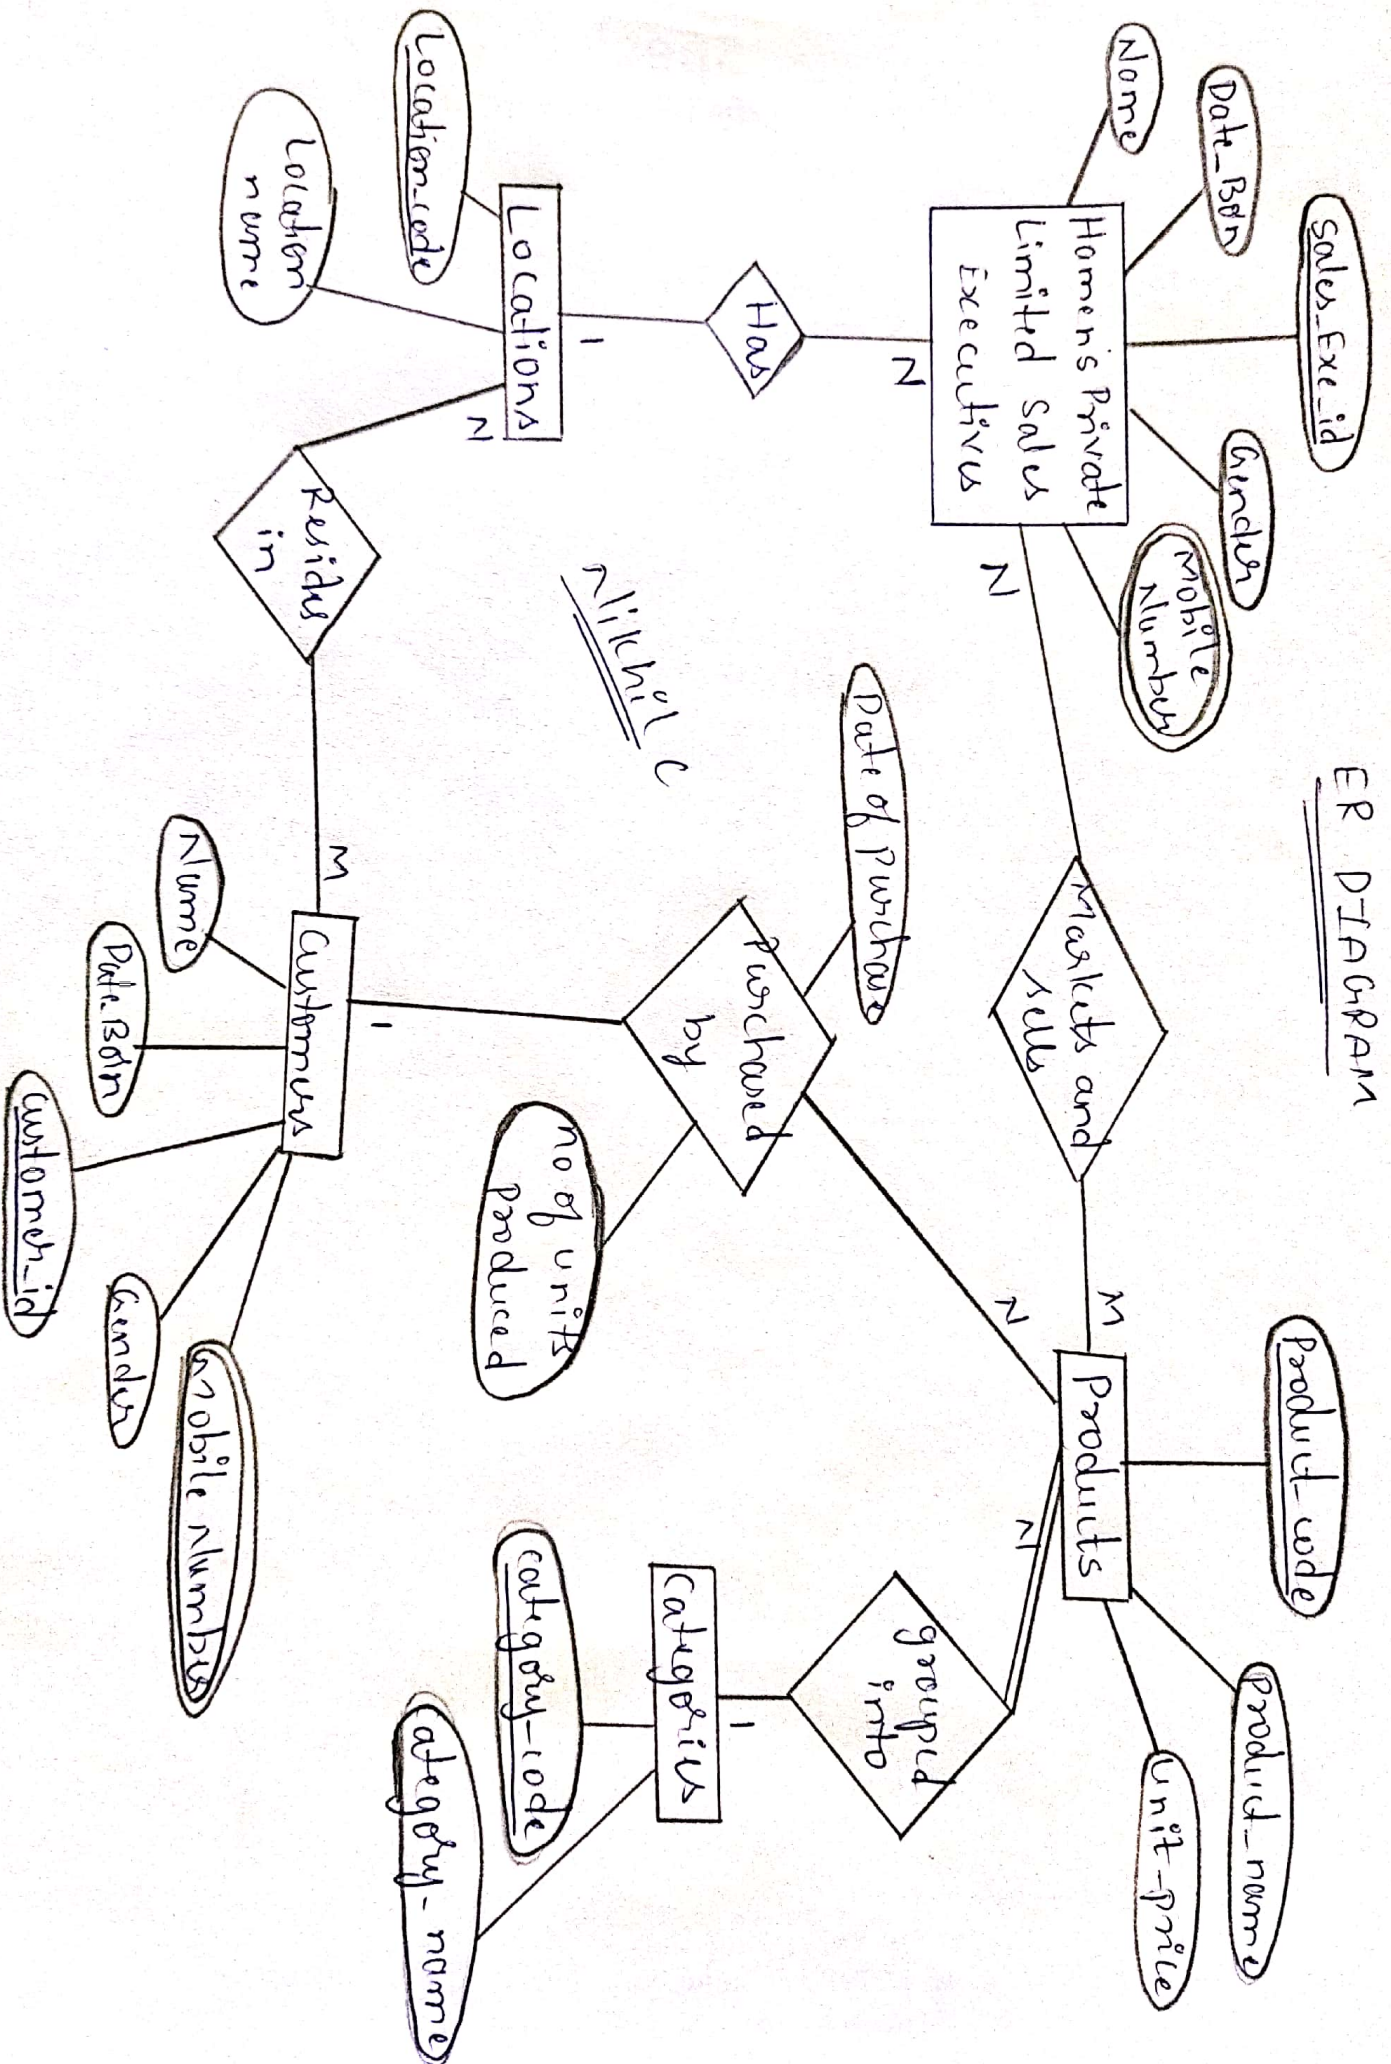 ER DIAGRAM
Sales_Exe_id
Date_Born
Gender
Name
Mobile
Number
Homen's Private
Limited Sales
Executives
N
N
Has
1
Locations
N
Location_code
Location
name
Resides
in
M
Nikhil C
Markets and
sells
M
Product_code
Product_name
Unit_price
Products
N
N
Date of Purchase
Purchased
by
no of units
produced
1
grouped
into
1
Categories
category_code
category_name
Customers
Name
Date Born
Customer_id
Gender
Mobile Number